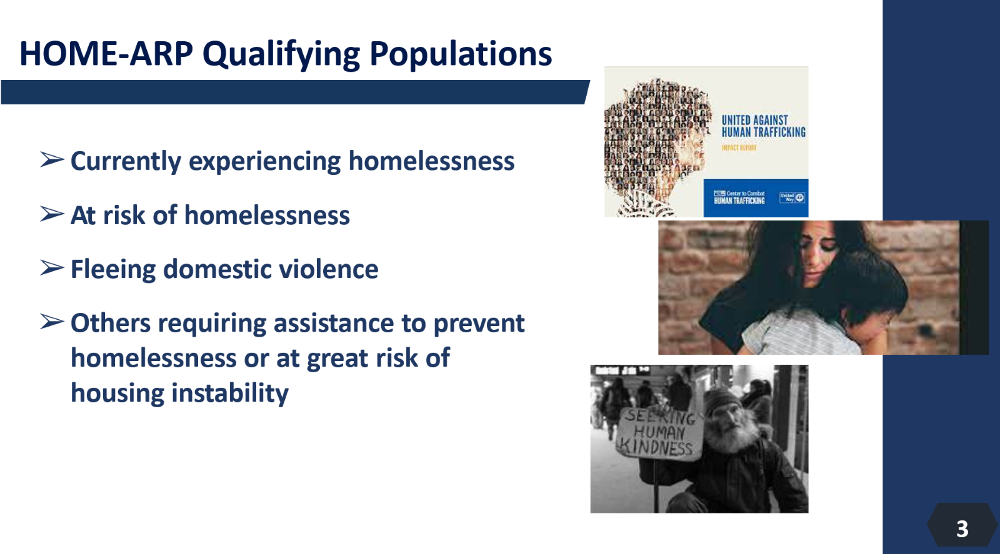 HOME-ARP Qualifying Populations
➢ Currently experiencing homelessness
➢ At risk of homelessness
➢ Fleeing domestic violence
➢ Others requiring assistance to prevent
homelessness or at great risk of
housing instability
UNITED AGAINST
HUMAN TRAFFICKING
IMPACT REPORT
Center to Combat
HUMAN TRAFFICKING
United
Way
SEEKING
HUMAN
KINDNESS
3